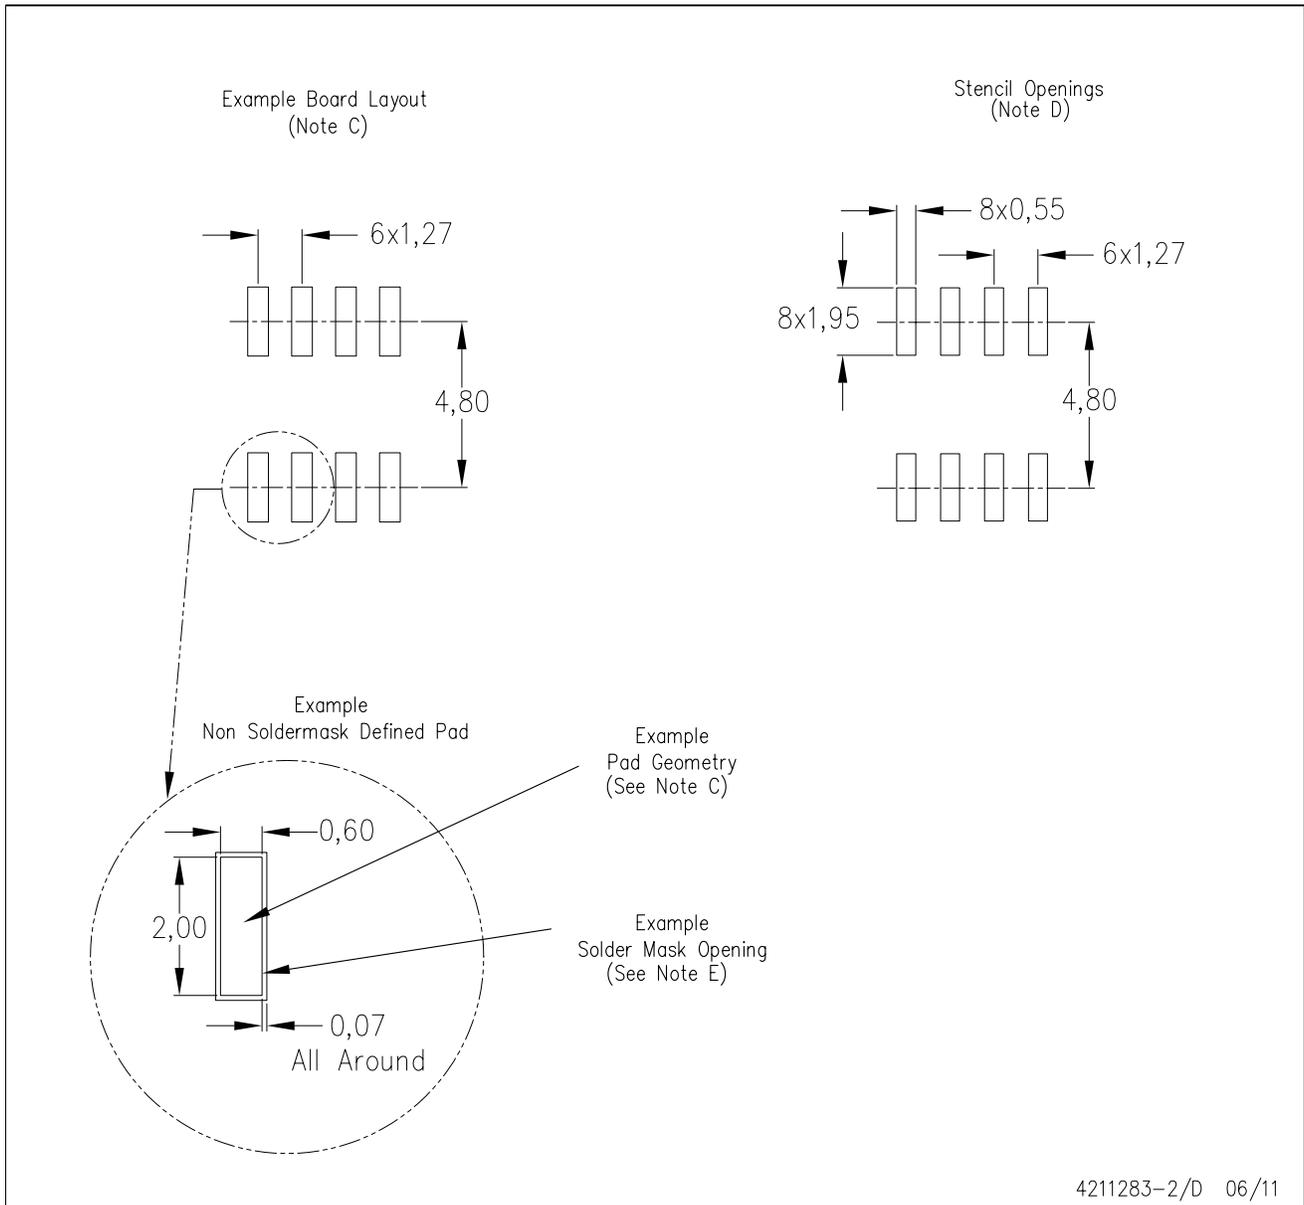 Example Board Layout
(Note C)
Stencil Openings
(Note D)
6x1,27
4,80
8x0,55
6x1,27
8x1,95
4,80
Example
Non Soldermask Defined Pad
Example
Pad Geometry
(See Note C)
0,60
2,00
Example
Solder Mask Opening
(See Note E)
0,07
All Around
4211283-2/D 06/11